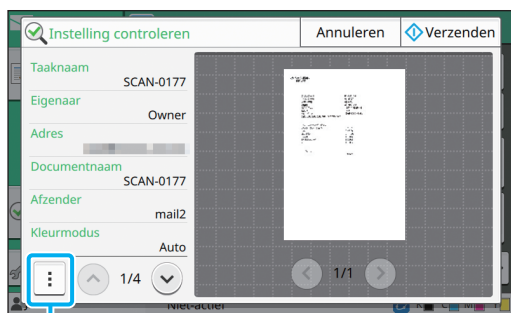 Instelling controleren
Annuleren
Verzenden
Taaknaam
SCAN-0177
Eigenaar
Owner
Adres
Documentnaam
SCAN-0177
Afzender
mail2
Kleurmodus
Auto
1/4
1/1
Niet-actief